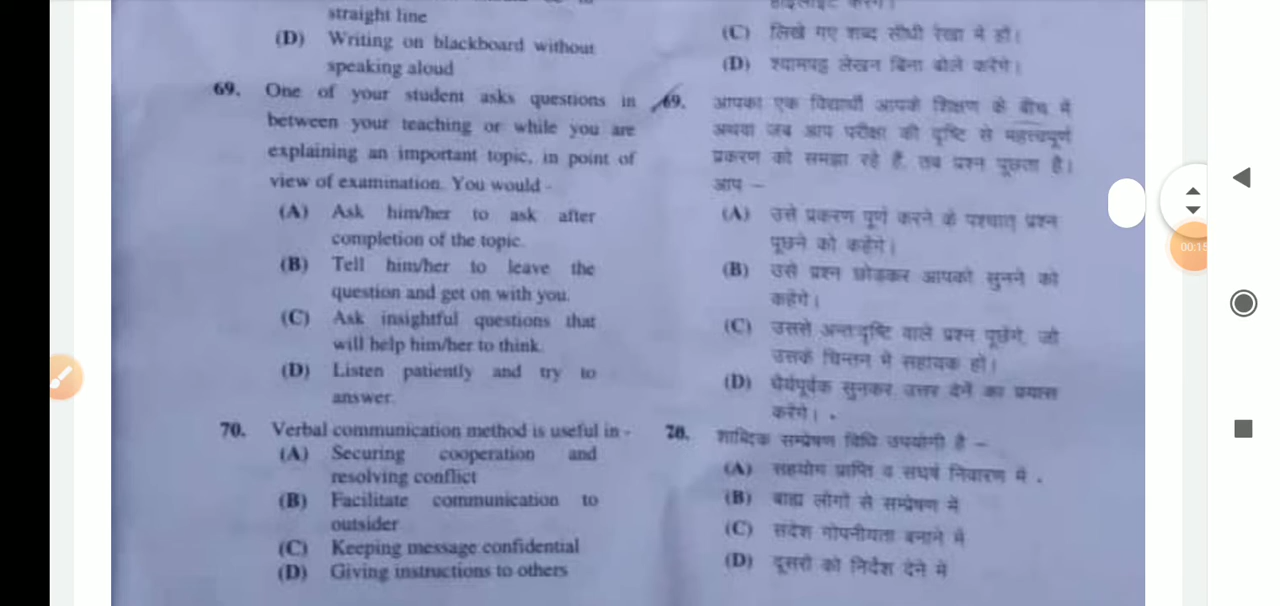 straight line
(D) Writing on blackboard without
speaking aloud
69. One of your student asks questions in
between your teaching or while you are
explaining an important topic, in point of
view of examination. You would -
(A) Ask him/her to ask after
completion of the topic.
(B) Tell him/her to leave the
question and get on with you.
(C) Ask insightful questions that
will help him/her to think.
(D) Listen patiently and try to
answer.
70. Verbal communication method is useful in -
(A) Securing cooperation and
resolving conflict
(B) Facilitate communication to
outsider
(C) Keeping message confidential
(D) Giving instructions to others
(C) लिखे गए शब्द सीधी रेखा में हों।
(D) श्यामपट्ट लेखन बिना बोले करेंगे।
69. आपका एक विद्यार्थी आपके शिक्षण के बीच में
अथवा जब आप परीक्षा की दृष्टि से महत्त्वपूर्ण
प्रकरण को समझा रहे हैं, तब प्रश्न पूछता है।
आप –
(A) उसे प्रकरण पूर्ण करने के पश्चात् प्रश्न
पूछने को कहेंगे।
(B) उसे प्रश्न छोडकर आपको सुनने को
कहेंगे।
(C) उससे अन्तःदृष्टि वाले प्रश्न पूछेंगे, जो
उसके चिन्तन में सहायक हों।
(D) धैर्यपूर्वक सुनकर उत्तर देनें का प्रयास
करेंगे।
70. शाब्दिक सम्प्रेषण विधि उपयोगी है –
(A) सहयोग प्राप्ति व संघर्ष निवारण में
(B) बाह्य लोगों से सम्प्रेषण में
(C) संदेश गोपनीयता बनाने में
(D) दूसरों को निर्देश देने में
00:15